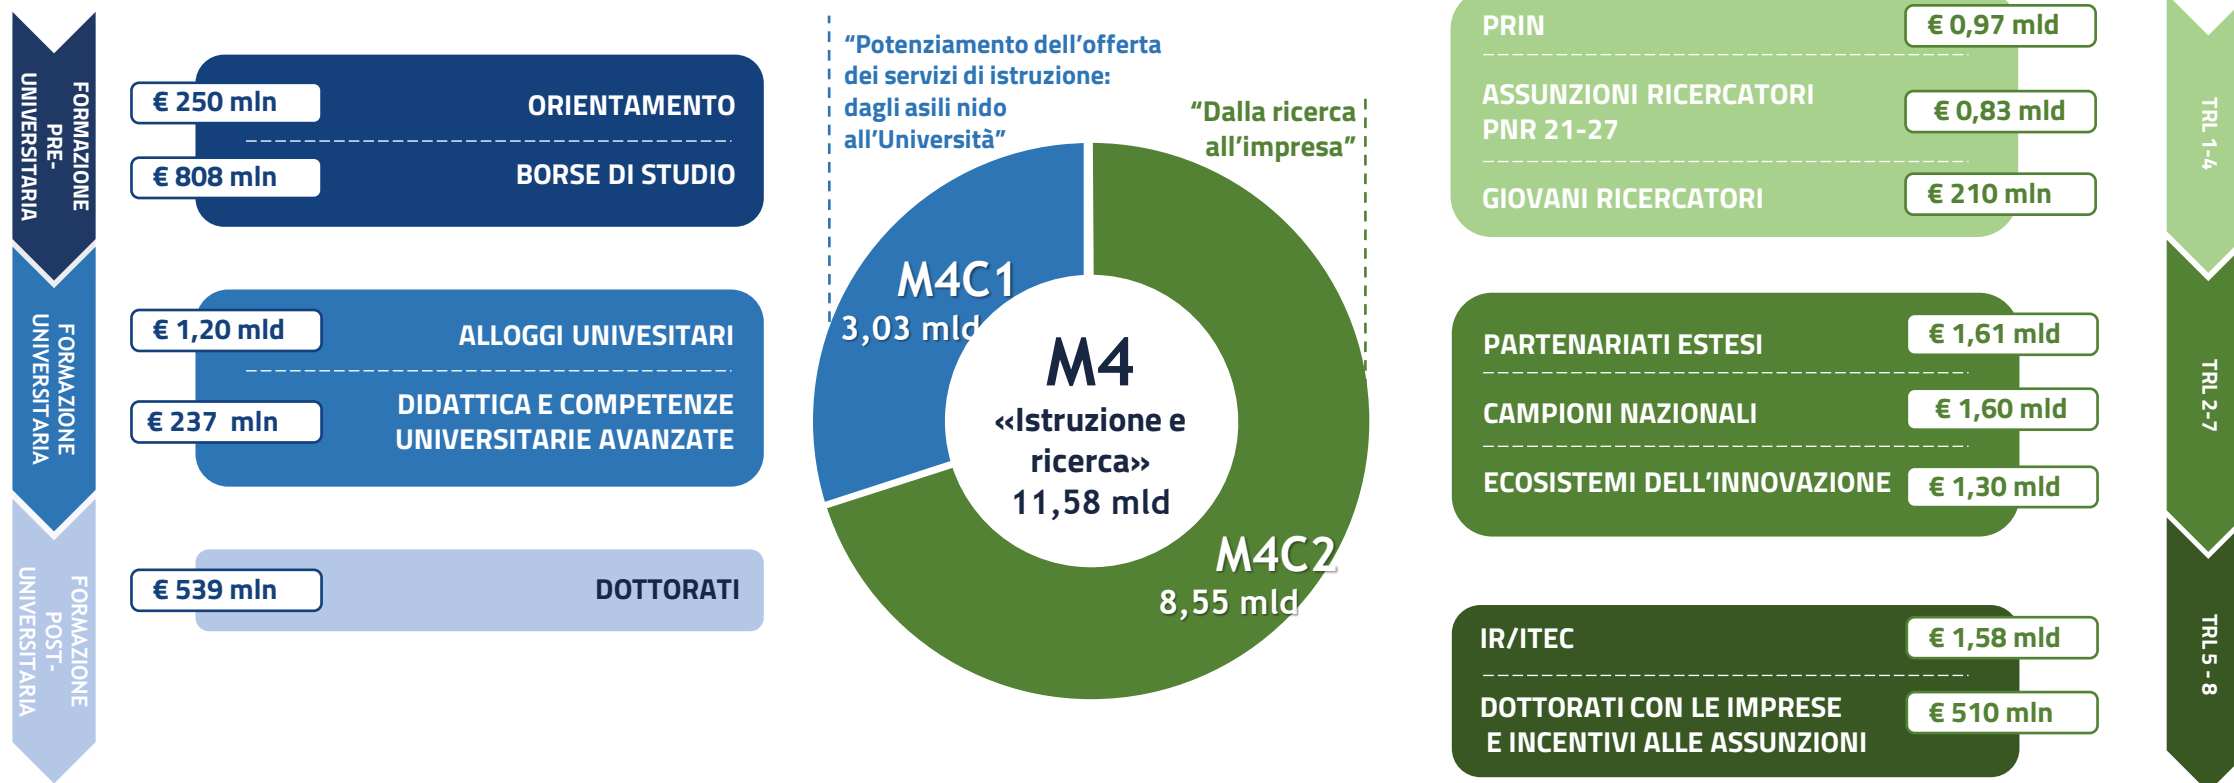 FORMAZIONE
PRE-
UNIVERSITARIA
€ 250 mln
ORIENTAMENTO
€ 808 mln
BORSE DI STUDIO
FORMAZIONE
UNIVERSITARIA
€ 1,20 mld
ALLOGGI UNIVESITARI
€ 237 mln
DIDATTICA E COMPETENZE
UNIVERSITARIE AVANZATE
FORMAZIONE
POST-
UNIVERSITARIA
€ 539 mln
DOTTORATI
“Potenziamento dell’offerta
dei servizi di istruzione:
dagli asili nido
all’Università”
“Dalla ricerca
all’impresa”
M4C1
3,03 mld
M4
«Istruzione e
ricerca»
11,58 mld
M4C2
8,55 mld
PRIN
€ 0,97 mld
ASSUNZIONI RICERCATORI
PNR 21-27
€ 0,83 mld
GIOVANI RICERCATORI
€ 210 mln
TRL 1-4
PARTENARIATI ESTESI
€ 1,61 mld
CAMPIONI NAZIONALI
€ 1,60 mld
ECOSISTEMI DELL’INNOVAZIONE
€ 1,30 mld
TRL 2-7
IR/ITEC
€ 1,58 mld
DOTTORATI CON LE IMPRESE
E INCENTIVI ALLE ASSUNZIONI
€ 510 mln
TRL 5 - 8